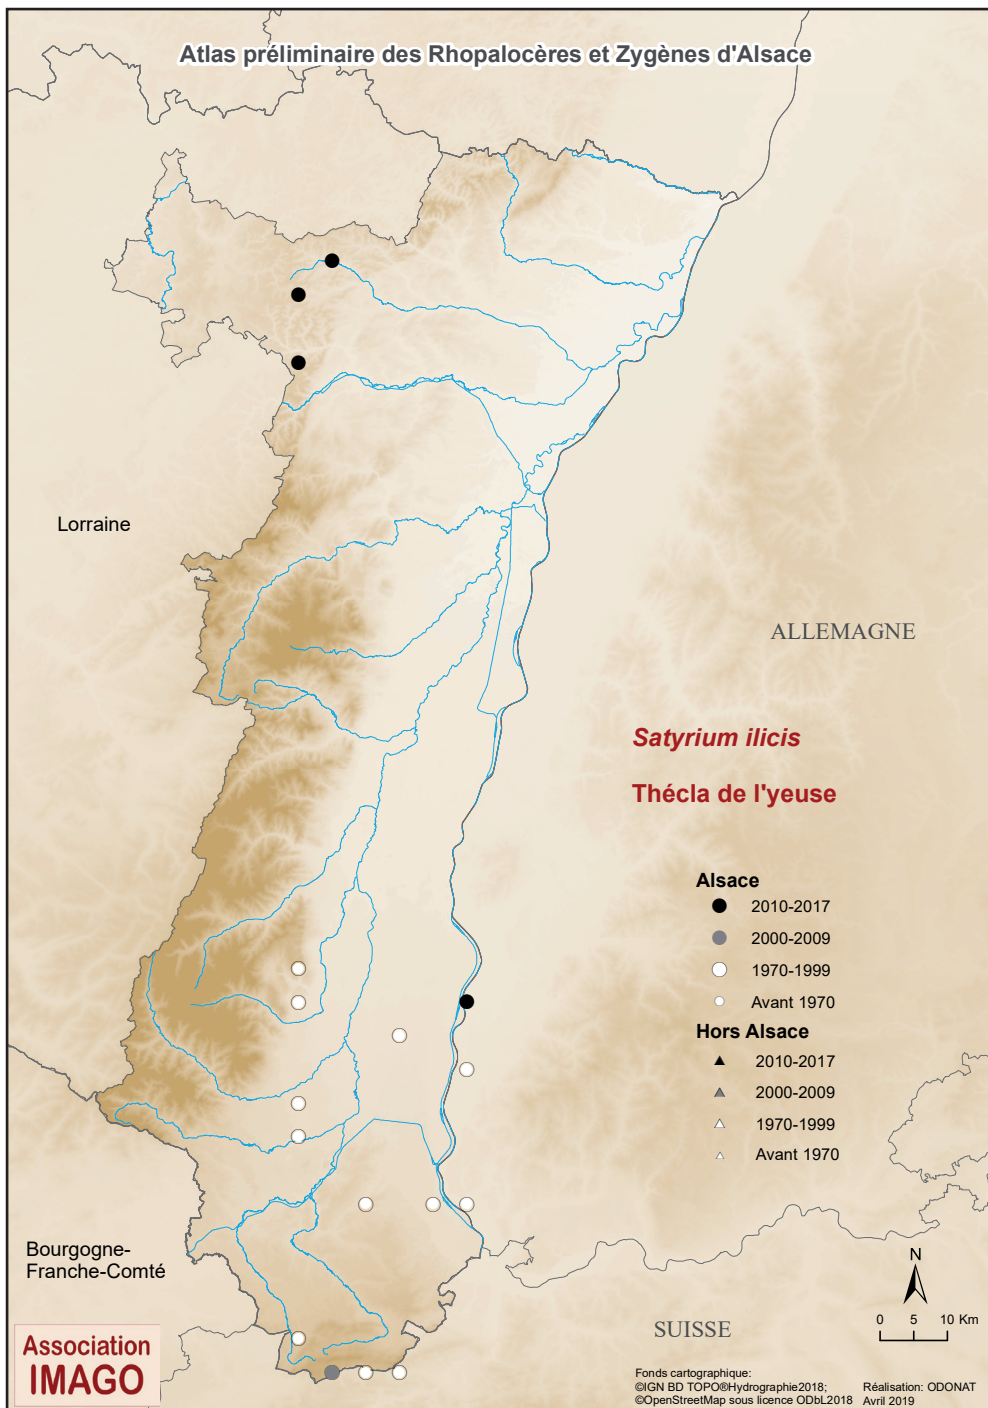 Atlas préliminaire des Rhopalocères et Zygènes d'Alsace
Lorraine
ALLEMAGNE
Satyrium ilicis
Thécla de l'yeuse
Alsace
2010-2017
2000-2009
1970-1999
Avant 1970
Hors Alsace
2010-2017
2000-2009
1970-1999
Avant 1970
Bourgogne-
Franche-Comté
N
0 5 10 Km
SUISSE
Association
IMAGO
Fonds cartographique:
©IGN BD TOPO®Hydrographie2018;
©OpenStreetMap sous licence ODbL2018
Réalisation: ODONAT
Avril 2019